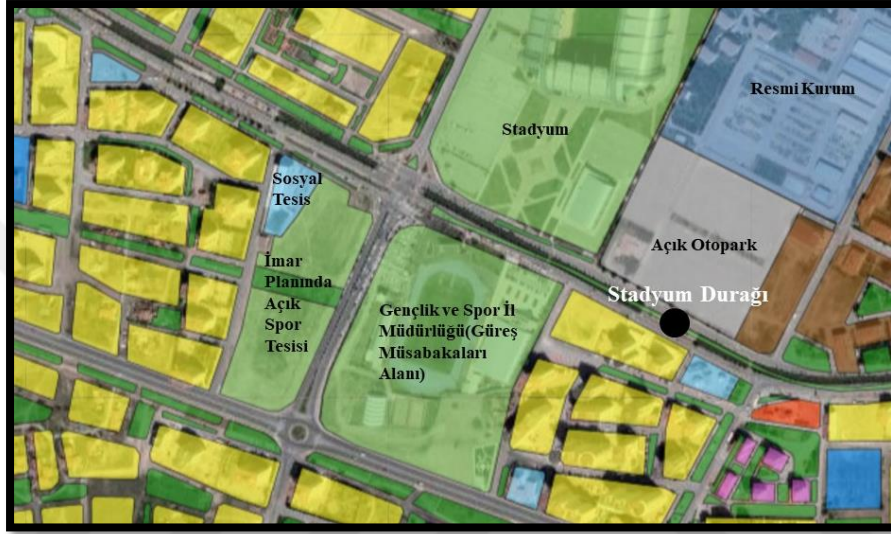 Resmi Kurum
Stadyum
Sosyal
Tesis
Açık Otopark
İmar
Planında
Açık
Spor
Tesisi
Stadyum Durağı
Gençlik ve Spor İl
Müdürlüğü(Güreş
Müsabakaları
Alanı)